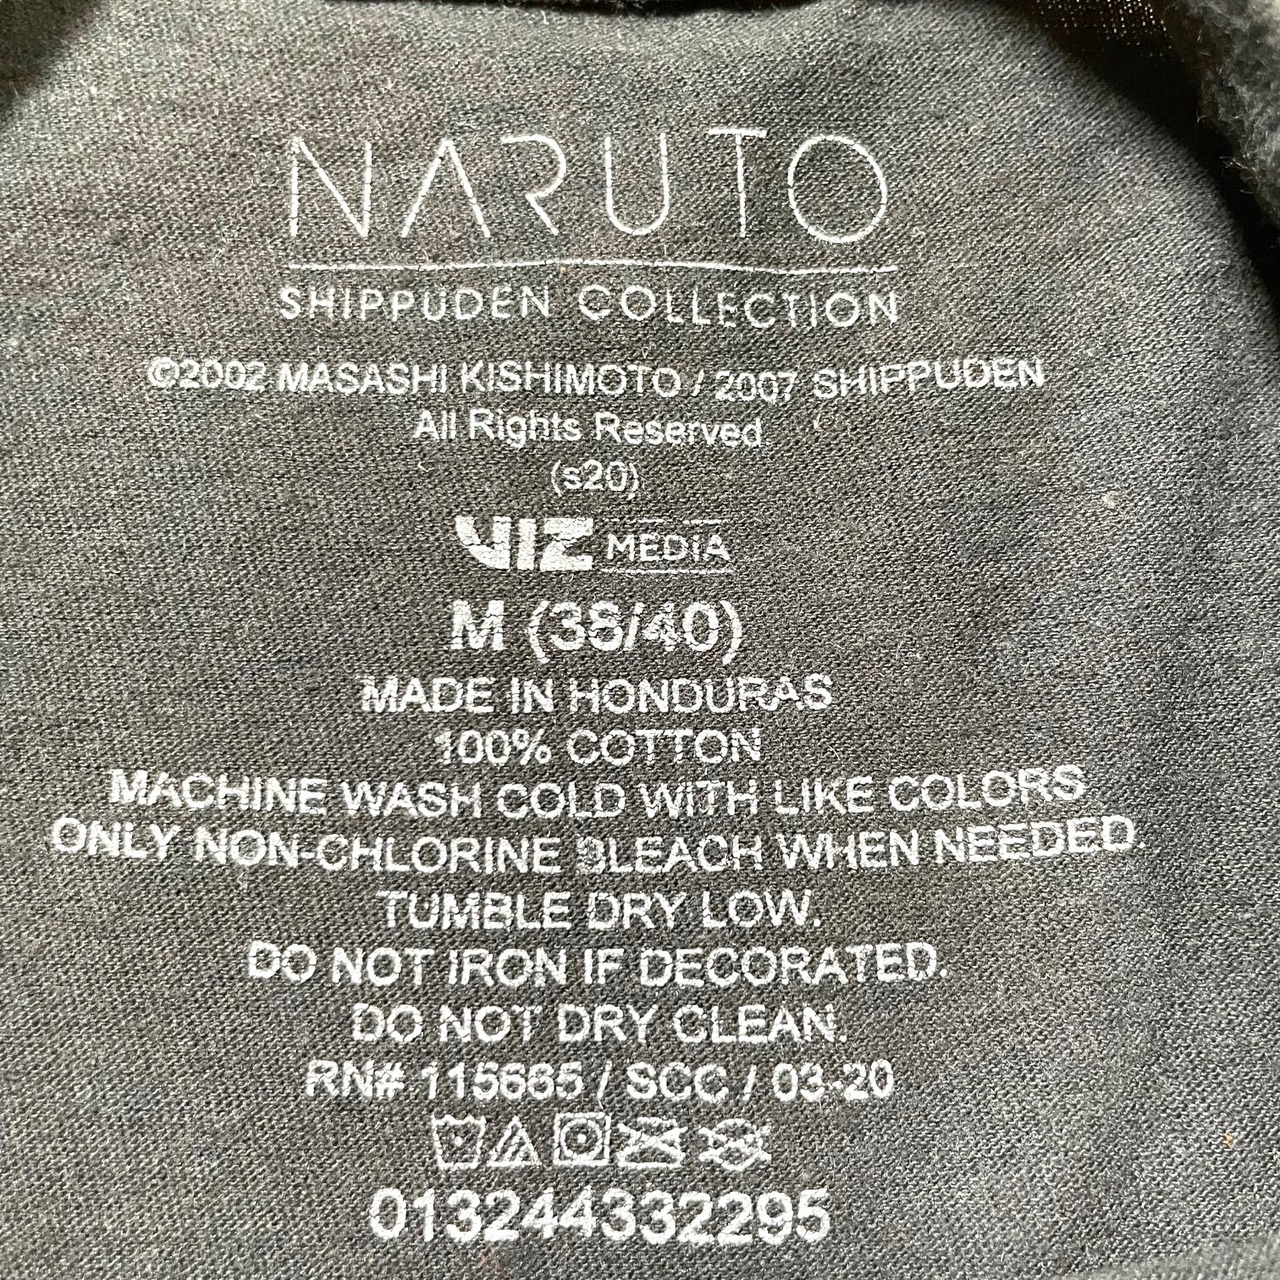 NARUTO
SHIPPUDEN COLLECTION
©2002 MASASHI KISHIMOTO / 2007 SHIPPUDEN
All Rights Reserved
(s20)
VIZ MEDIA
M (38/40)
MADE IN HONDURAS
100% COTTON
MACHINE WASH COLD WITH LIKE COLORS
ONLY NON-CHLORINE BLEACH WHEN NEEDED.
TUMBLE DRY LOW.
DO NOT IRON IF DECORATED.
DO NOT DRY CLEAN.
RN# 115665 / SCC / 03-20
013244332295